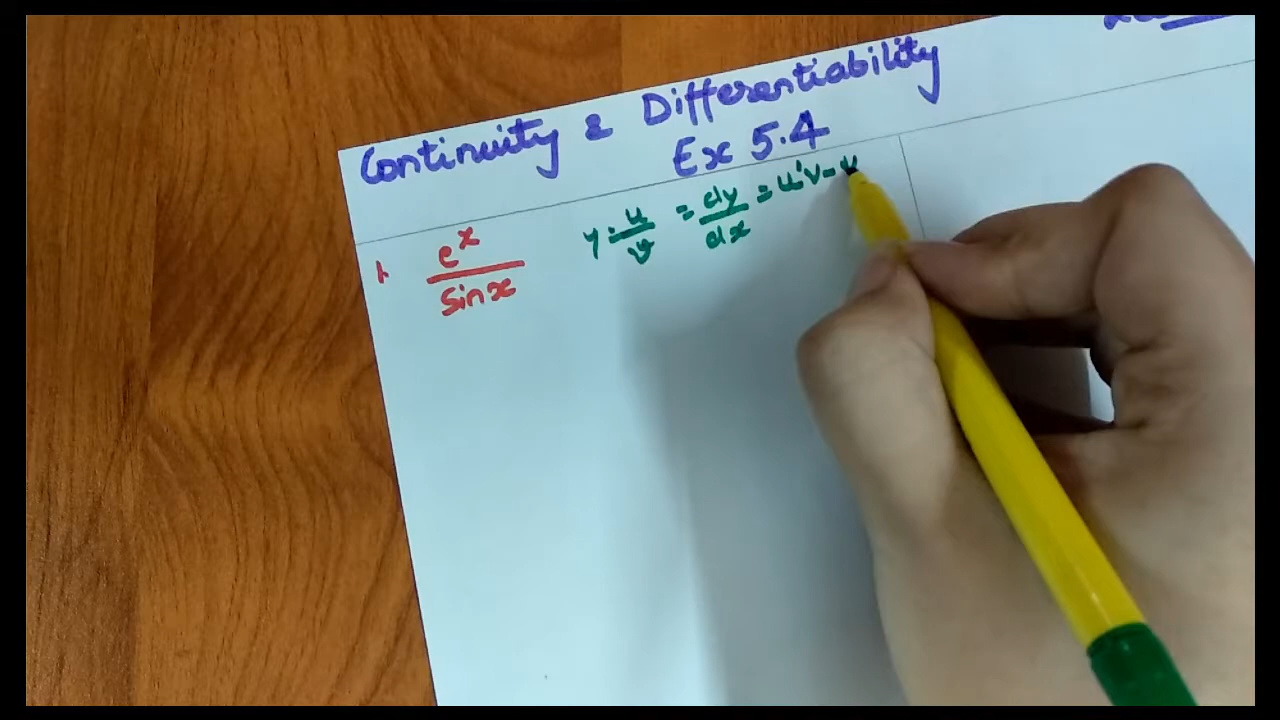 Continuity & Differentiability
Ex 5.4
1. e^x / sin x
y = u/v = dy/dx = u'v - u